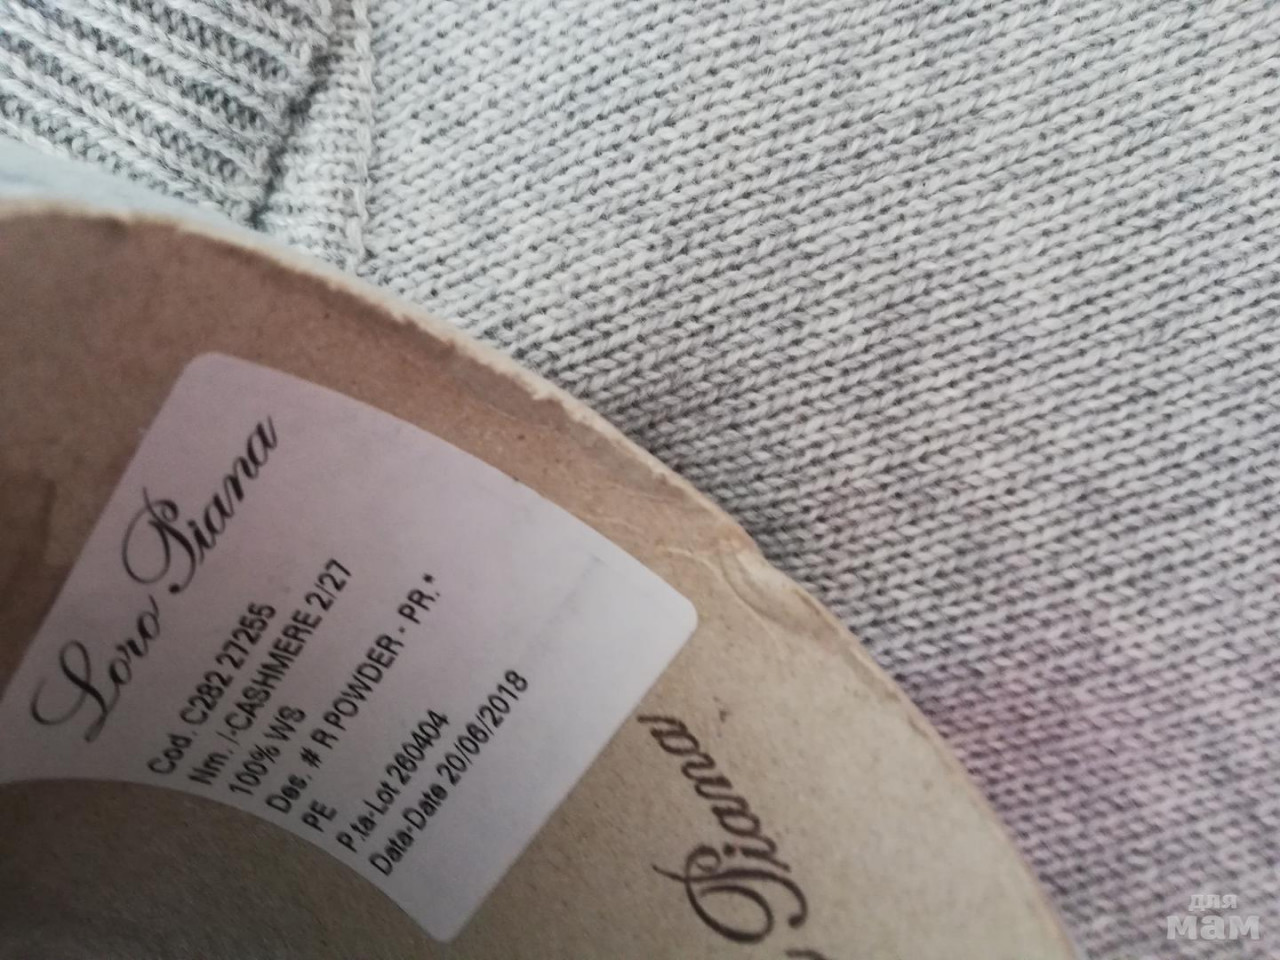 Loro Piana
Cod. C282 27255
Nm. /-CASHMERE 2/27
100% WS
Des. # R POWDER - PR.*
PE
P.ta-Lot 260404
Data-Date 20/06/2018
Piana
для
мам